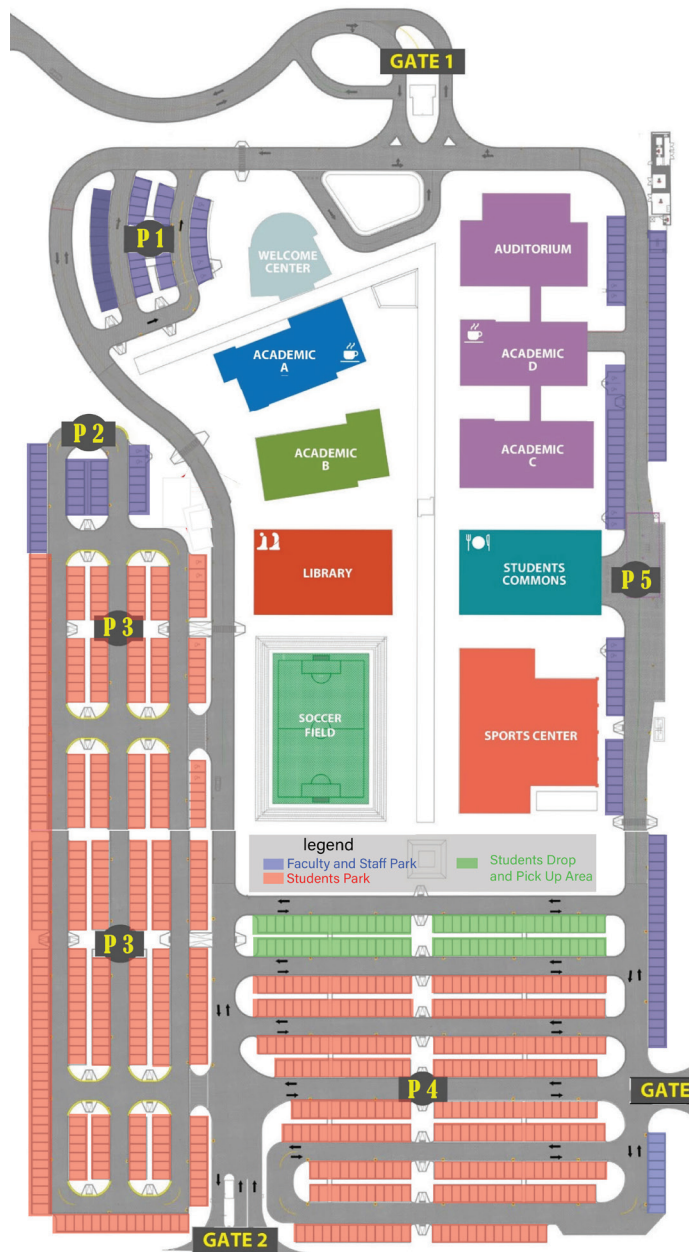 GATE 1
P 1
WELCOME
CENTER
AUDITORIUM
ACADEMIC
A
ACADEMIC
D
P 2
ACADEMIC
B
ACADEMIC
C
LIBRARY
STUDENTS
COMMONS
P 5
P 3
SOCCER
FIELD
SPORTS CENTER
legend
Faculty and Staff Park
Students Park
Students Drop
and Pick Up Area
P 3
P 4
GATE
GATE 2